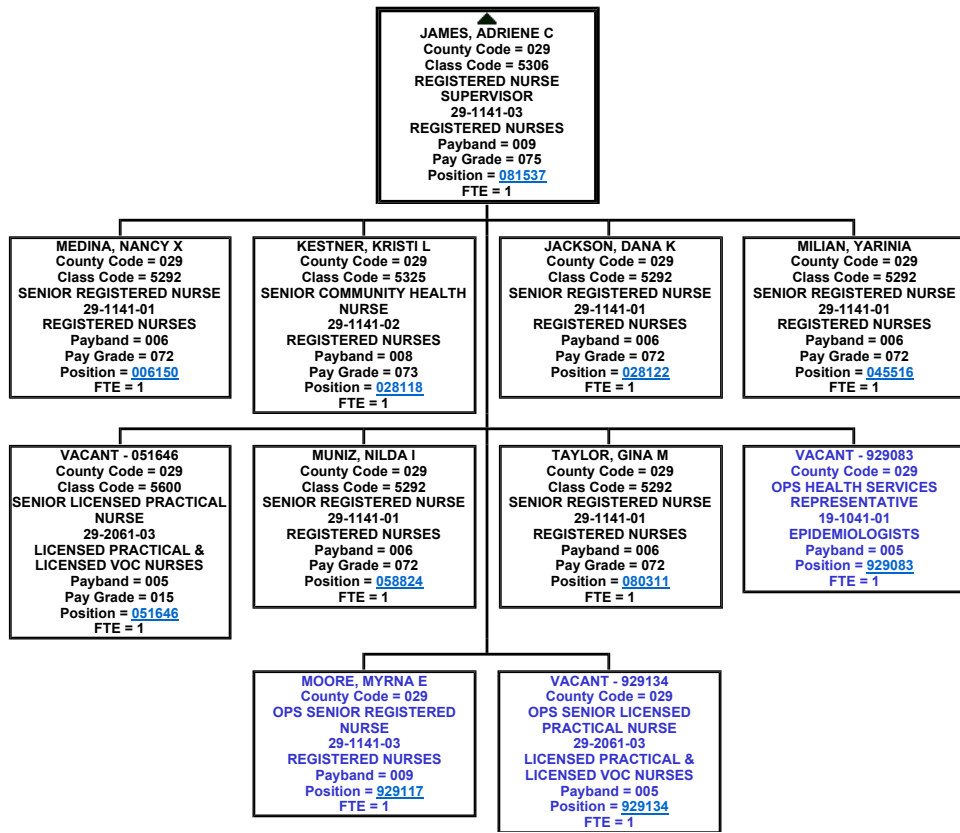 JAMES, ADRIENE C
County Code = 029
Class Code = 5306
REGISTERED NURSE
SUPERVISOR
29-1141-03
REGISTERED NURSES
Payband = 009
Pay Grade = 075
Position = 081537
FTE = 1
MEDINA, NANCY X
County Code = 029
Class Code = 5292
SENIOR REGISTERED NURSE
29-1141-01
REGISTERED NURSES
Payband = 006
Pay Grade = 072
Position = 006150
FTE = 1
KESTNER, KRISTI L
County Code = 029
Class Code = 5325
SENIOR COMMUNITY HEALTH
NURSE
29-1141-02
REGISTERED NURSES
Payband = 008
Pay Grade = 073
Position = 028118
FTE = 1
JACKSON, DANA K
County Code = 029
Class Code = 5292
SENIOR REGISTERED NURSE
29-1141-01
REGISTERED NURSES
Payband = 006
Pay Grade = 072
Position = 028122
FTE = 1
MILIAN, YARINIA
County Code = 029
Class Code = 5292
SENIOR REGISTERED NURSE
29-1141-01
REGISTERED NURSES
Payband = 006
Pay Grade = 072
Position = 045516
FTE = 1
VACANT - 051646
County Code = 029
Class Code = 5600
SENIOR LICENSED PRACTICAL
NURSE
29-2061-03
LICENSED PRACTICAL &
LICENSED VOC NURSES
Payband = 005
Pay Grade = 015
Position = 051646
FTE = 1
MUNIZ, NILDA I
County Code = 029
Class Code = 5292
SENIOR REGISTERED NURSE
29-1141-01
REGISTERED NURSES
Payband = 006
Pay Grade = 072
Position = 058824
FTE = 1
TAYLOR, GINA M
County Code = 029
Class Code = 5292
SENIOR REGISTERED NURSE
29-1141-01
REGISTERED NURSES
Payband = 006
Pay Grade = 072
Position = 080311
FTE = 1
VACANT - 929083
County Code = 029
OPS HEALTH SERVICES
REPRESENTATIVE
19-1041-01
EPIDEMIOLOGISTS
Payband = 005
Position = 929083
FTE = 1
MOORE, MYRNA E
County Code = 029
OPS SENIOR REGISTERED
NURSE
29-1141-03
REGISTERED NURSES
Payband = 009
Position = 929117
FTE = 1
VACANT - 929134
County Code = 029
OPS SENIOR LICENSED
PRACTICAL NURSE
29-2061-03
LICENSED PRACTICAL &
LICENSED VOC NURSES
Payband = 005
Position = 929134
FTE = 1